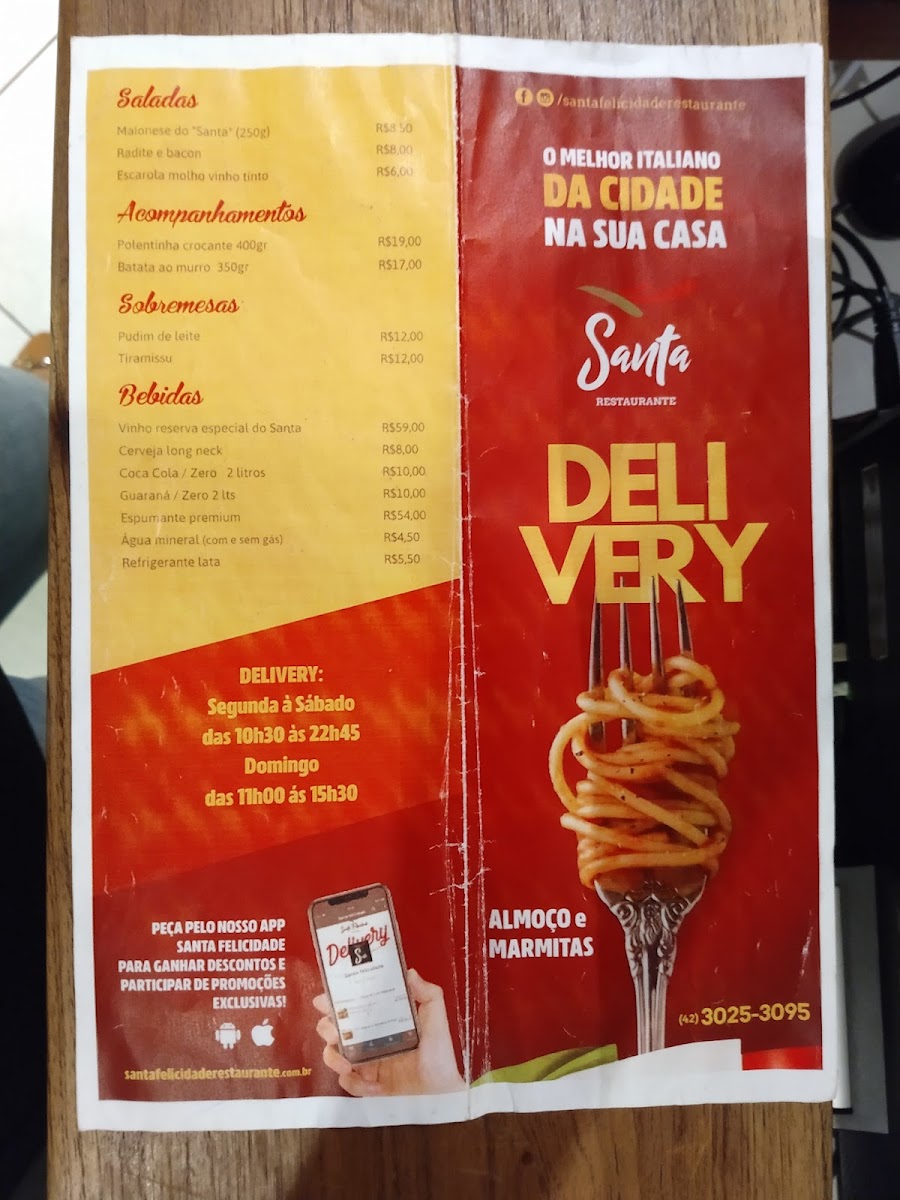 Saladas
Maionese do "Santa" (250g) R$8,50
Radite e bacon R$8,00
Escarola molho vinho tinto R$6,00
Acompanhamentos
Polentinha crocante 400gr R$19,00
Batata ao murro 350gr R$17,00
Sobremesas
Pudim de leite R$12,00
Tiramissu R$12,00
Bebidas
Vinho reserva especial do Santa R$59,00
Cerveja long neck R$8,00
Coca Cola / Zero 2 litros R$10,00
Guaraná / Zero 2 lts R$10,00
Espumante premium R$54,00
Água mineral (com e sem gás) R$4,50
Refrigerante lata R$5,50
DELIVERY:
Segunda à Sábado
das 10h30 às 22h45
Domingo
das 11h00 ás 15h30
PEÇA PELO NOSSO APP
SANTA FELICIDADE
PARA GANHAR DESCONTOS E
PARTICIPAR DE PROMOÇÕES
EXCLUSIVAS!
santafelicidaderestaurante.com.br
Delivery
/santafelicidaderestaurante
O MELHOR ITALIANO
DA CIDADE
NA SUA CASA
Santa
RESTAURANTE
DELI
VERY
ALMOÇO e
MARMITAS
(42) 3025-3095